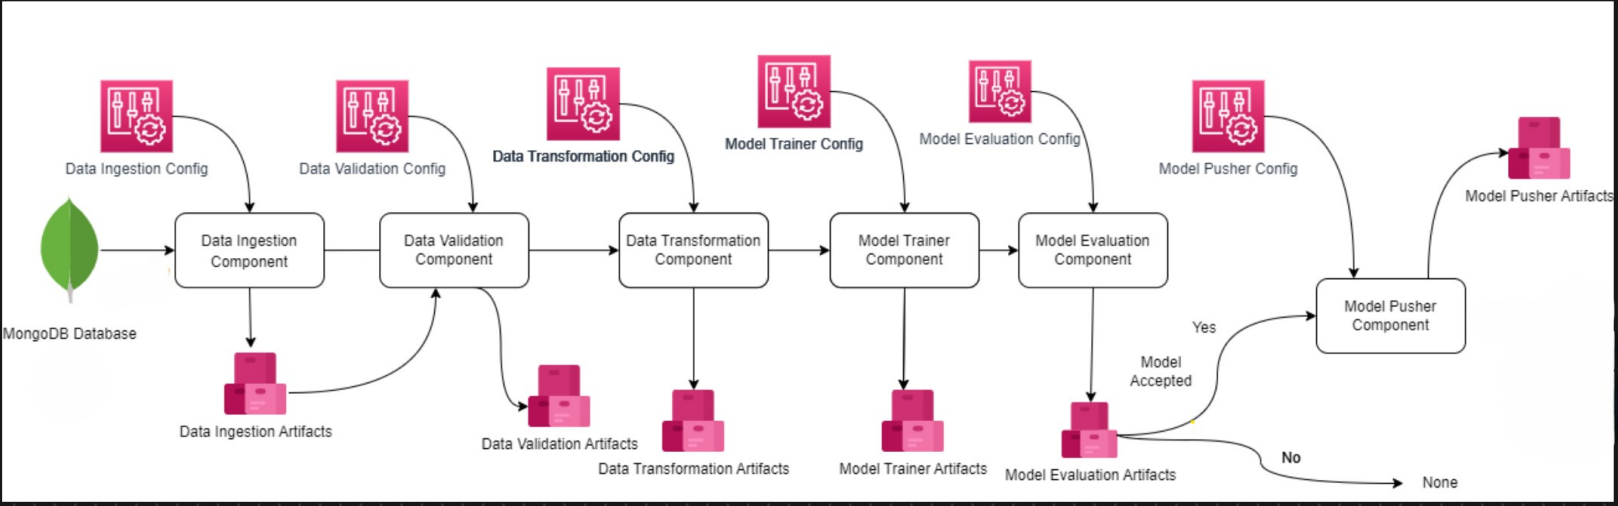 Data Ingestion Config
Data Validation Config
Data Transformation Config
Model Trainer Config
Model Evaluation Config
Model Pusher Config
Model Pusher Artifacts
MongoDB Database
Data Ingestion
Component
Data Validation
Component
Data Transformation
Component
Model Trainer
Component
Model Evaluation
Component
Model Pusher
Component
Yes
Model
Accepted
No
None
Data Ingestion Artifacts
Data Validation Artifacts
Data Transformation Artifacts
Model Trainer Artifacts
Model Evaluation Artifacts